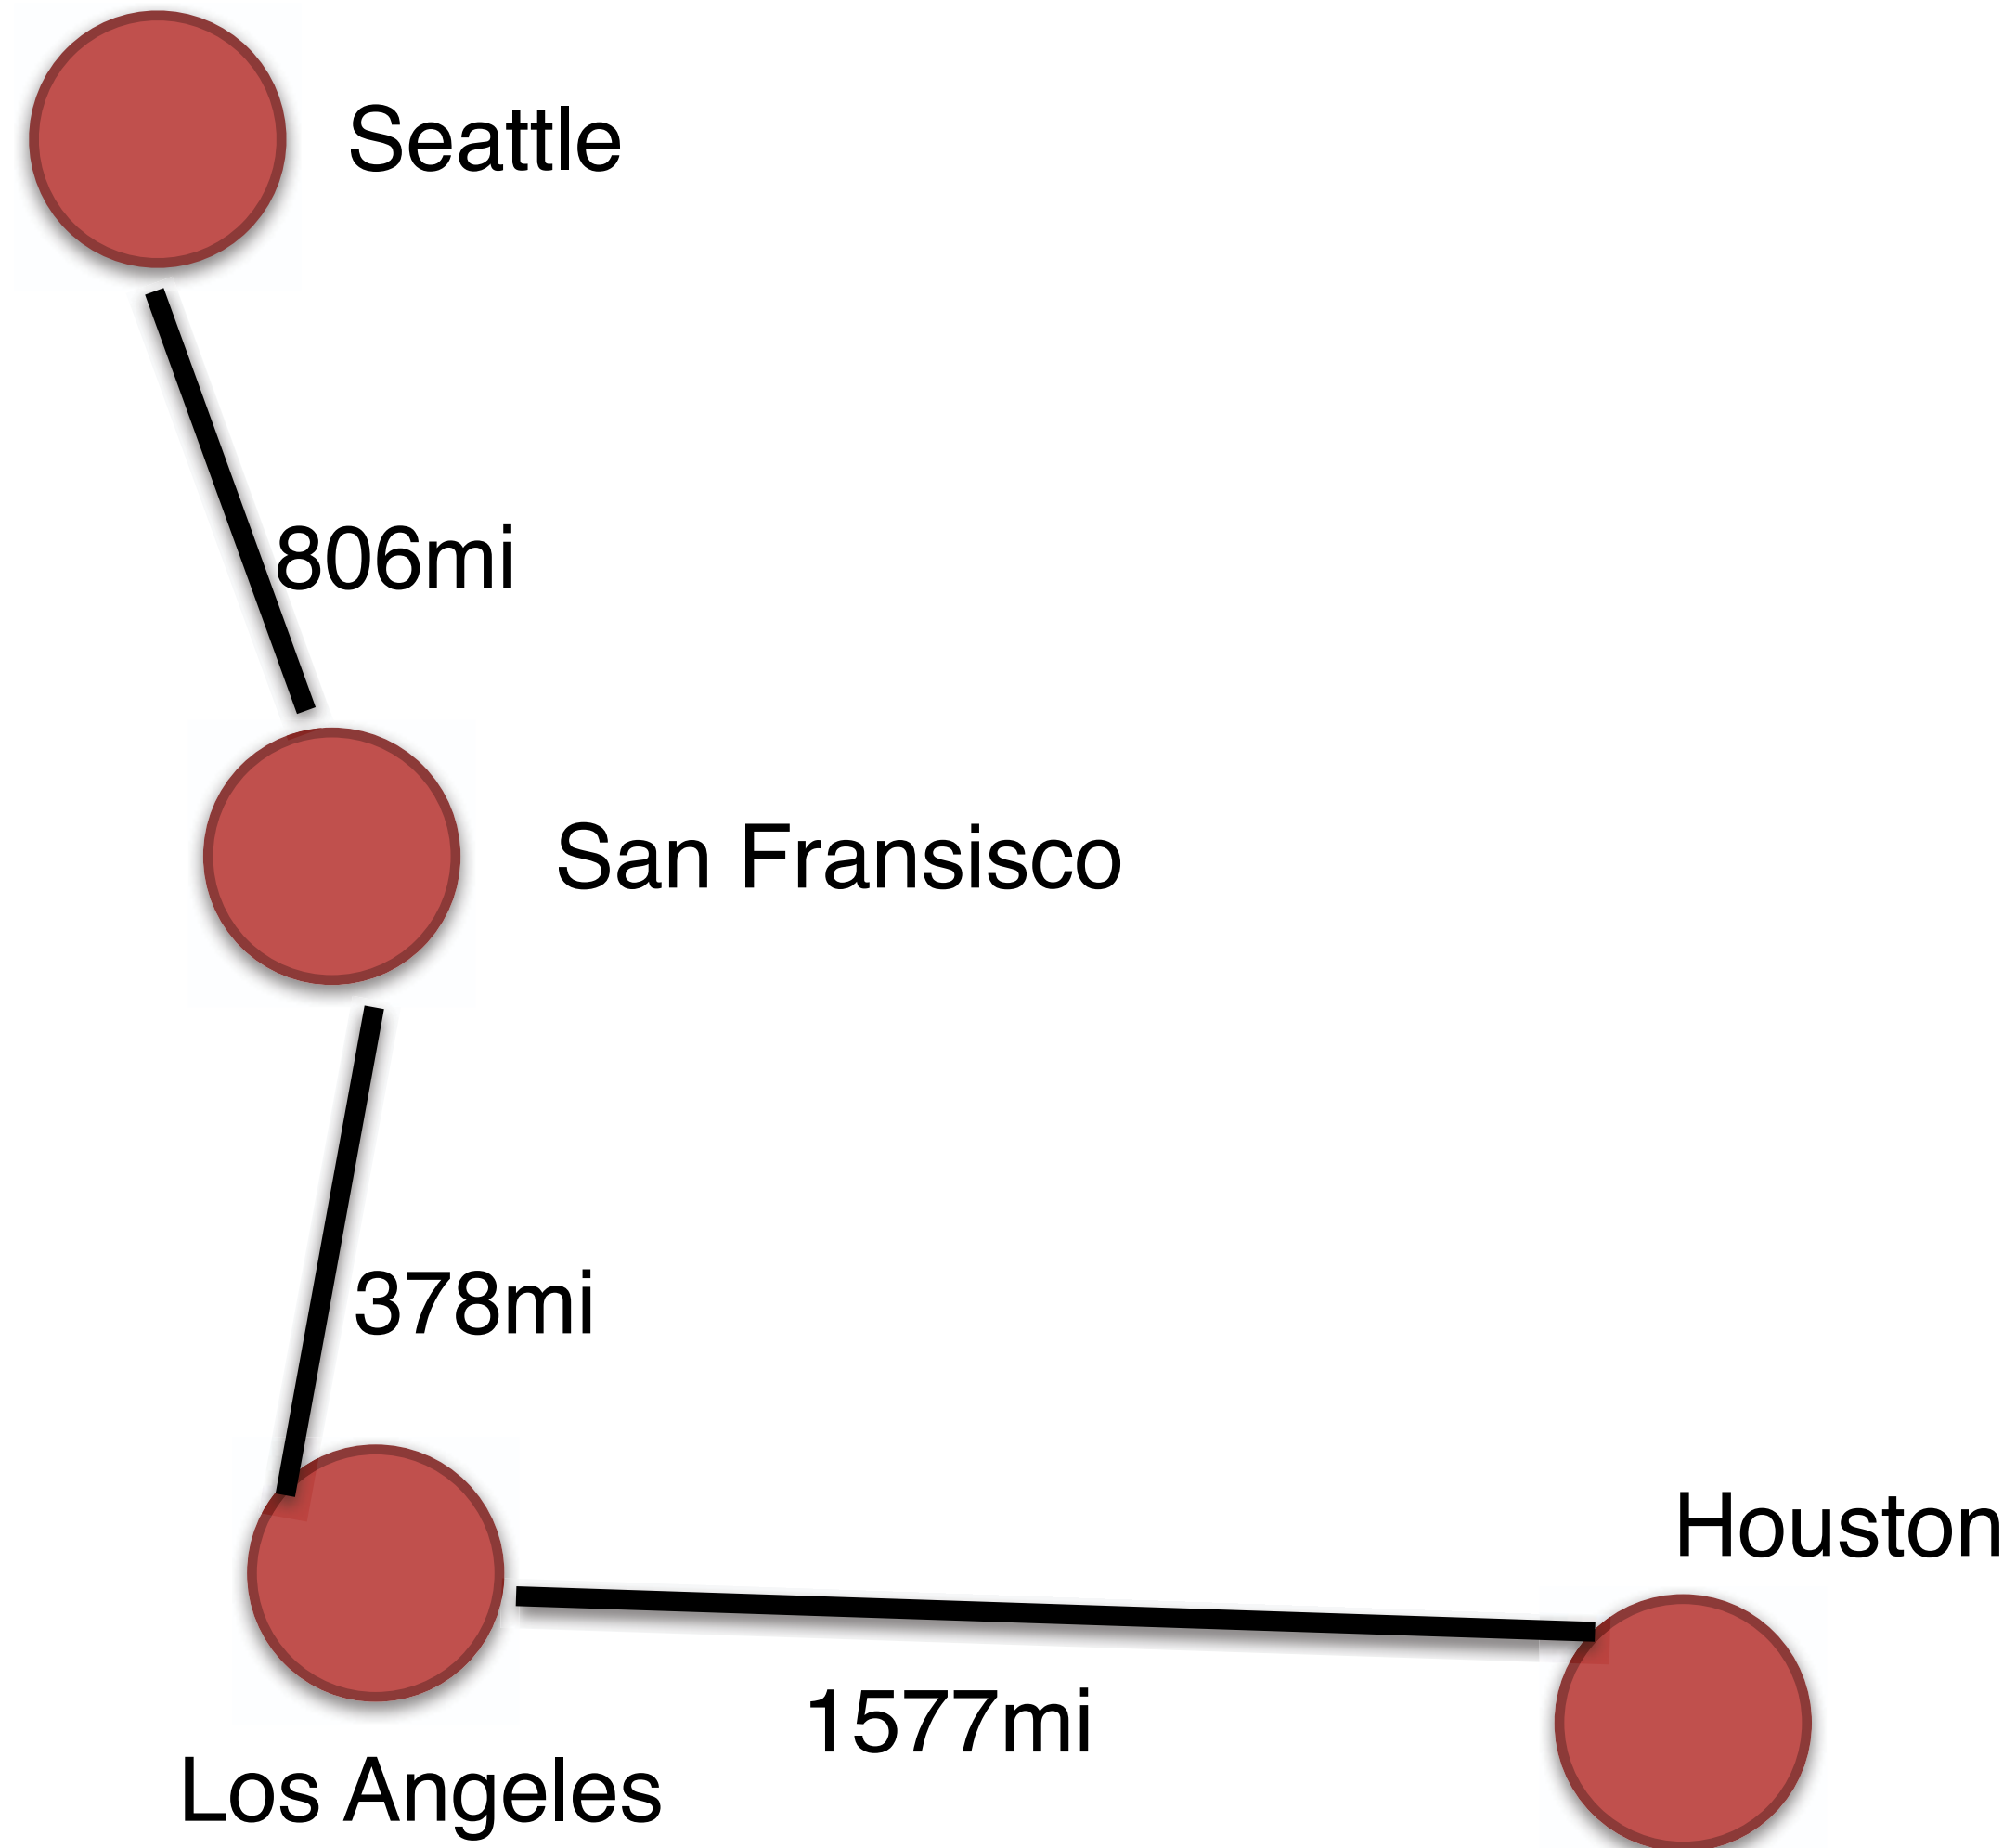 Seattle
806mi
San Fransisco
378mi
Houston
1577mi
Los Angeles